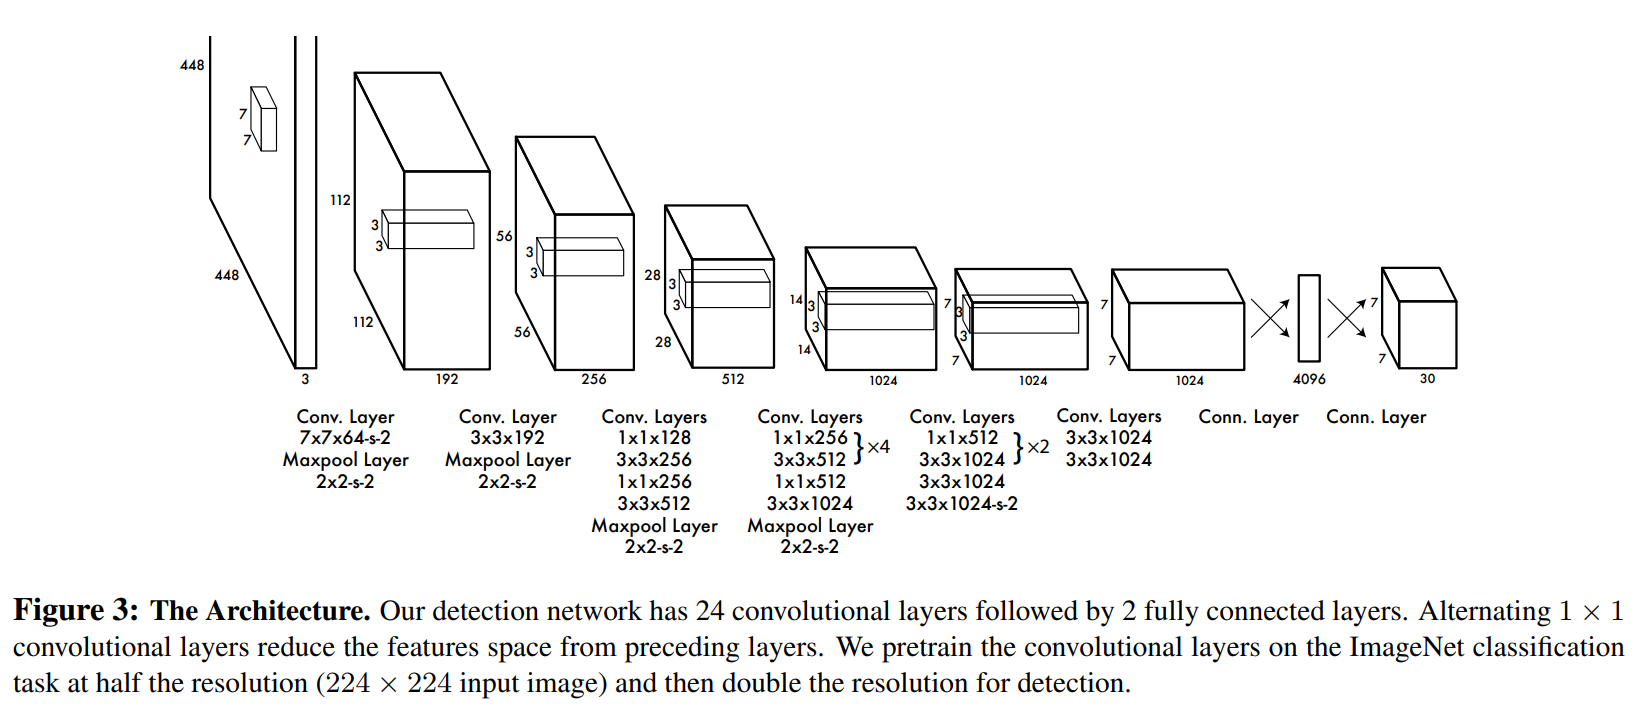 448
7
7
448
3
112
3
3
112
192
56
3
3
56
256
28
3
3
28
512
14
3
3
14
1024
7
3
3
7
1024
7
7
1024
4096
7
7
30
Conv. Layer
7x7x64-s-2
Maxpool Layer
2x2-s-2
Conv. Layer
3x3x192
Maxpool Layer
2x2-s-2
Conv. Layers
1x1x128
3x3x256
1x1x256
3x3x512
Maxpool Layer
2x2-s-2
Conv. Layers
1x1x256
3x3x512
} ×4
1x1x512
3x3x1024
Maxpool Layer
2x2-s-2
Conv. Layers
1x1x512
3x3x1024
} ×2
3x3x1024
3x3x1024-s-2
Conv. Layers
3x3x1024
3x3x1024
Conn. Layer
Conn. Layer
Figure 3: The Architecture. Our detection network has 24 convolutional layers followed by 2 fully connected layers. Alternating 1 × 1
convolutional layers reduce the features space from preceding layers. We pretrain the convolutional layers on the ImageNet classification
task at half the resolution (224 × 224 input image) and then double the resolution for detection.